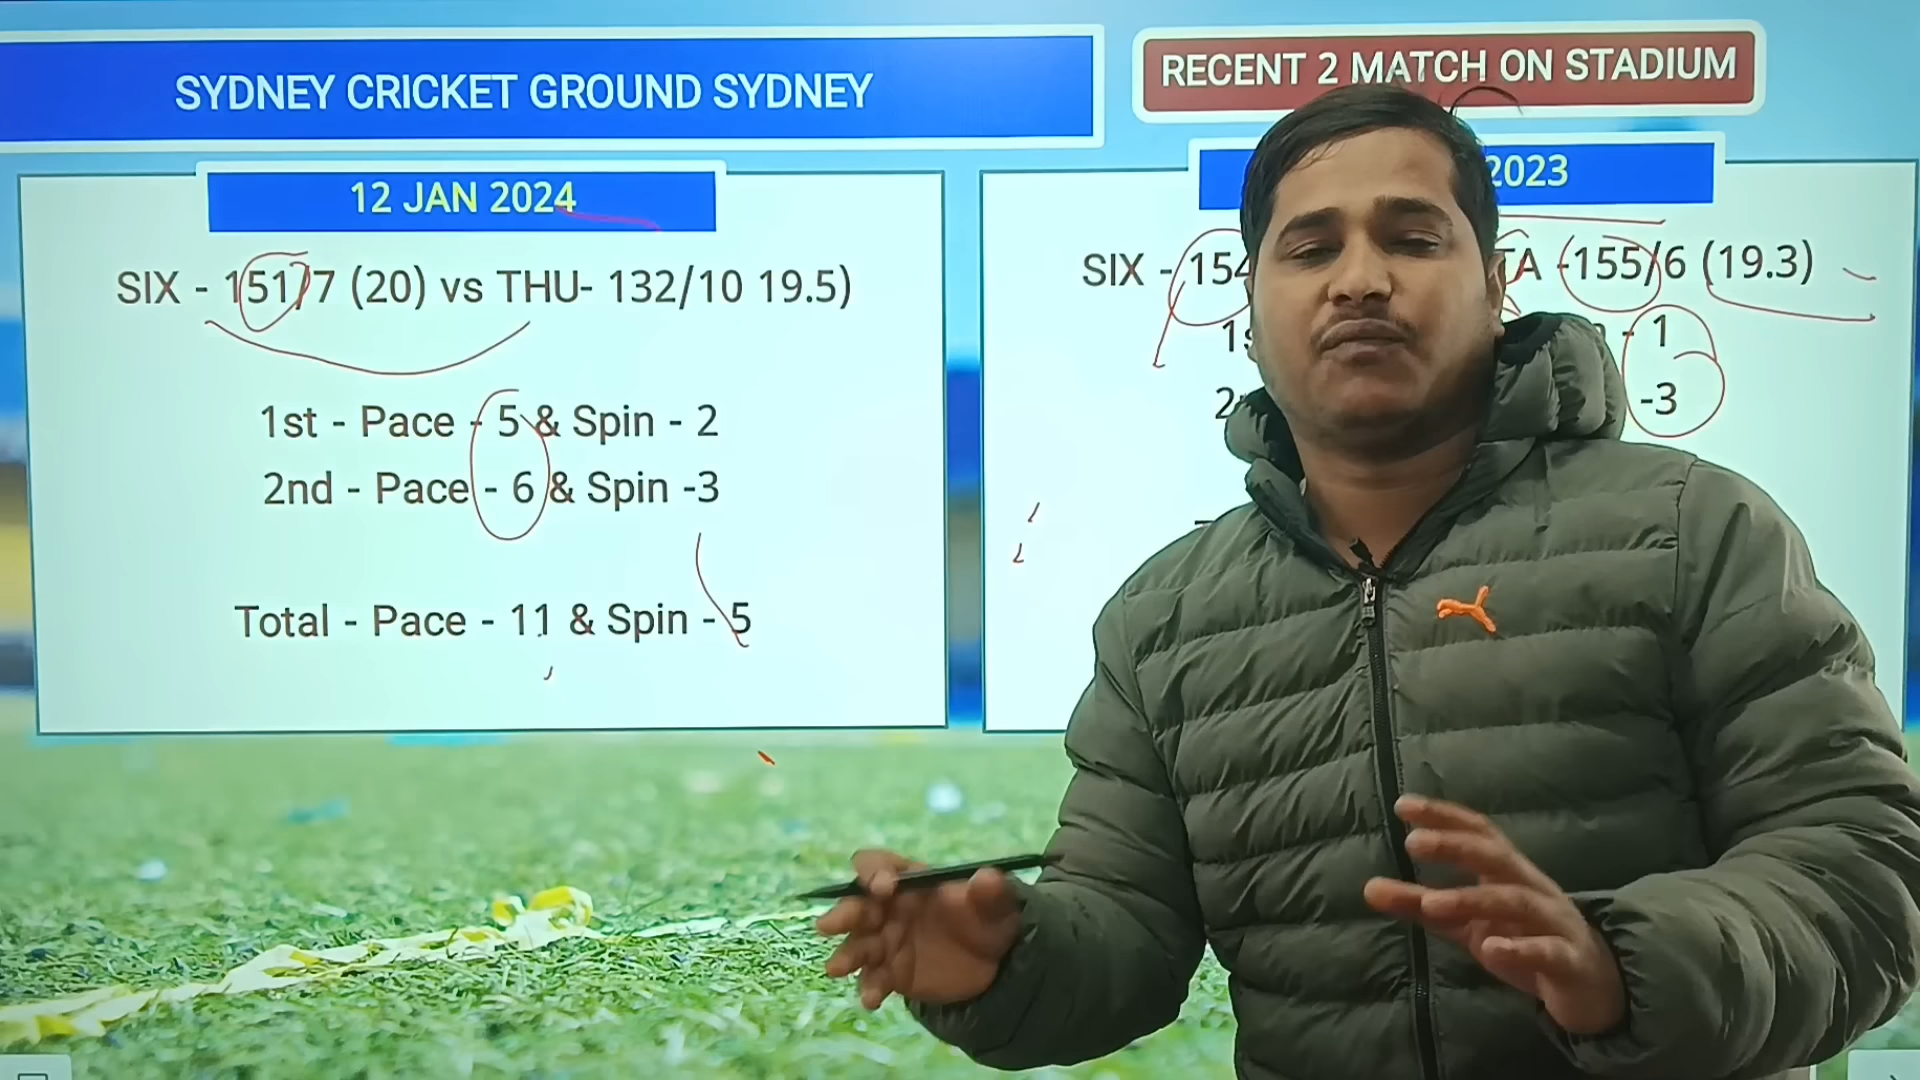 SYDNEY CRICKET GROUND SYDNEY
RECENT 2 MATCH ON STADIUM
12 JAN 2024
SIX - 151/7 (20) vs THU- 132/10 19.5)
1st - Pace - 5 & Spin - 2
2nd - Pace - 6 & Spin -3
Total - Pace - 11 & Spin - 5
2023
SIX - 154 TA -155/6 (19.3)
- 1
-3